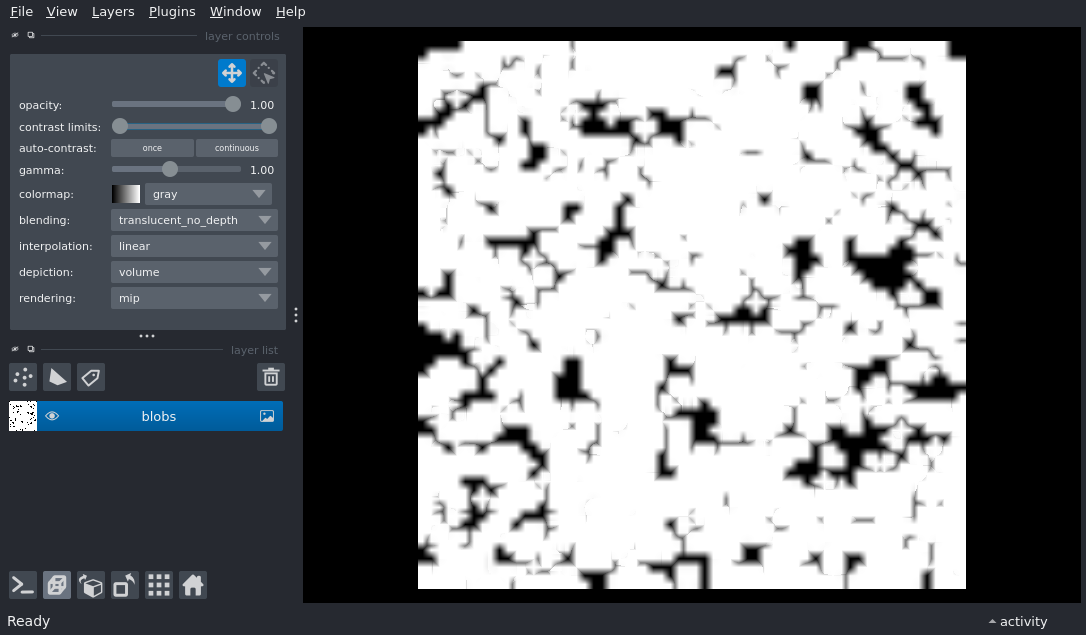 File View Layers Plugins Window Help
layer controls
opacity: 1.00
contrast limits:
auto-contrast: once continuous
gamma: 1.00
colormap: gray
blending: translucent_no_depth
interpolation: linear
depiction: volume
rendering: mip
layer list
blobs
Ready
activity